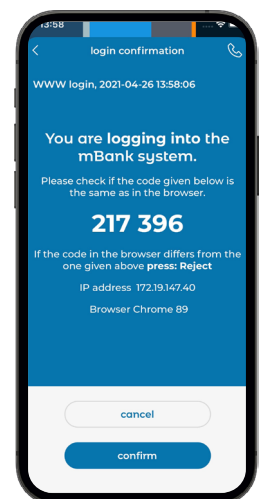 13:58
login confirmation
WWW login, 2021-04-26 13:58:06
You are logging into the
mBank system.
Please check if the code given below is
the same as in the browser.
217 396
If the code in the browser differs from the
one given above press: Reject
IP address 172.19.147.40
Browser Chrome 89
cancel
confirm